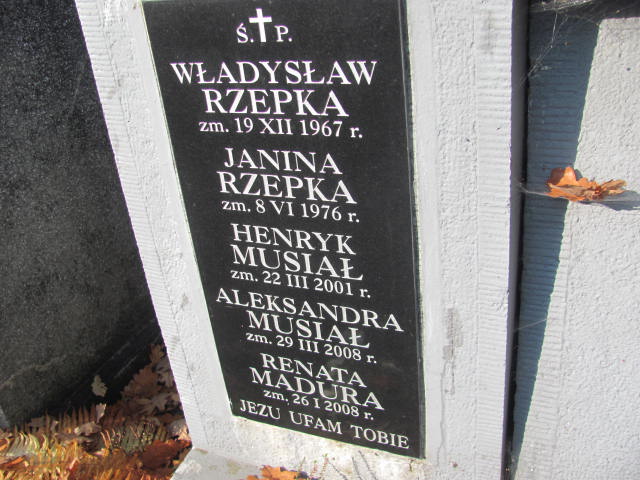 Ś.✝P.
WŁADYSŁAW
RZEPKA
zm. 19 XII 1967 r.
JANINA
RZEPKA
zm. 8 VI 1976 r.
HENRYK
MUSIAŁ
zm. 22 III 2001 r.
ALEKSANDRA
MUSIAŁ
zm. 29 III 2008 r.
RENATA
MADURA
zm. 26 I 2008 r.
JEZU UFAM TOBIE